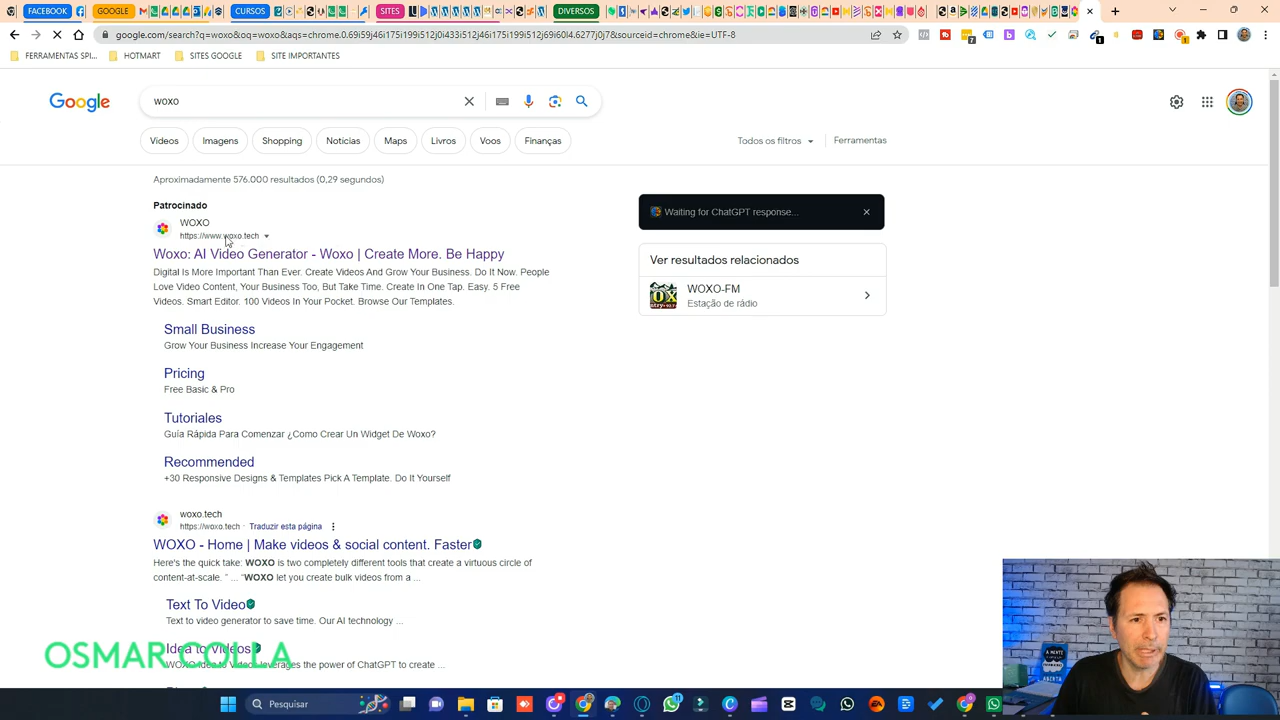 FACEBOOK
GOOGLE
CURSOS
SITES
DIVERSOS
google.com/search?q=woxo&oq=woxo&aqs=chrome.0.69i59j46i175i199i512j0i433i512j46i175i199i512j69i60l4.6277j0j7&sourceid=chrome&ie=UTF-8
FERRAMENTAS SPI...
HOTMART
SITES GOOGLE
SITE IMPORTANTES
Google
woxo
Vídeos
Imagens
Shopping
Notícias
Maps
Livros
Voos
Finanças
Todos os filtros
Ferramentas
Aproximadamente 576.000 resultados (0,29 segundos)
Patrocinado
WOXO
https://www.woxo.tech
Woxo: AI Video Generator - Woxo | Create More. Be Happy
Digital Is More Important Than Ever. Create Videos And Grow Your Business. Do It Now. People
Love Video Content, Your Business Too, But Take Time. Create In One Tap. Easy. 5 Free
Videos. Smart Editor. 100 Videos In Your Pocket. Browse Our Templates.
Small Business
Grow Your Business Increase Your Engagement
Pricing
Free Basic & Pro
Tutoriales
Guía Rápida Para Comenzar ¿Como Crear Un Widget De Woxo?
Recommended
+30 Responsive Designs & Templates Pick A Template. Do It Yourself
woxo.tech
https://woxo.tech · Traduzir esta página
WOXO - Home | Make videos & social content. Faster
Here's the quick take: WOXO is two completely different tools that create a virtuous circle of
content-at-scale. " ... "WOXO let you create bulk videos from a ...
Text To Video
Text to video generator to save time. Our AI technology ...
Idea to Videos
WOXO Idea to Videos leverages the power of ChatGPT to create ...
Waiting for ChatGPT response...
Ver resultados relacionados
WOXO-FM
Estação de rádio
OSMAR COLLA
A MENTE
ABERTA
Pesquisar